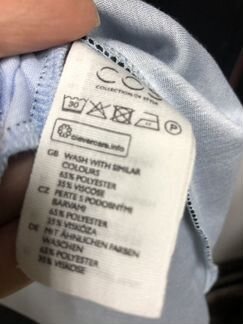 COS
COLLECTION OF STYLE
30 P
clevercare.info
GB WASH WITH SIMILAR
COLOURS
65% POLYESTER
35% VISCOSE
CZ PERTE S PODOBNÝMI
BARVAMI
65% POLYESTER
35% VISKÓZA
DE MIT ÄHNLICHEN FARBEN
WASCHEN
65% POLYESTER
35% VISKOSE